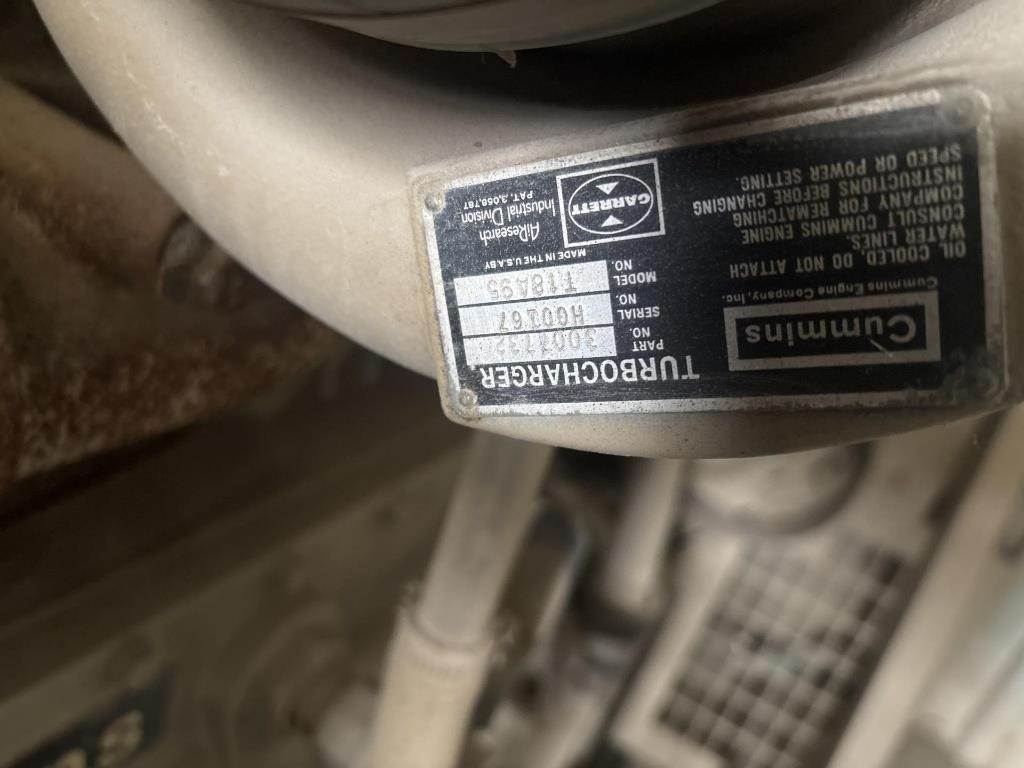 TURBOCHARGER
PART NO. 3001132
SERIAL NO. HG0167
MODEL NO. T18A95
MADE IN THE U.S.A. BY
AiResearch
Industrial Division
PAT. 3,058,787
GARRETT
Cummins
Cummins Engine Company, Inc.
OIL COOLED, DO NOT ATTACH
WATER LINES.
CONSULT CUMMINS ENGINE
COMPANY FOR REMATCHING
INSTRUCTIONS BEFORE CHANGING
SPEED OR POWER SETTING.